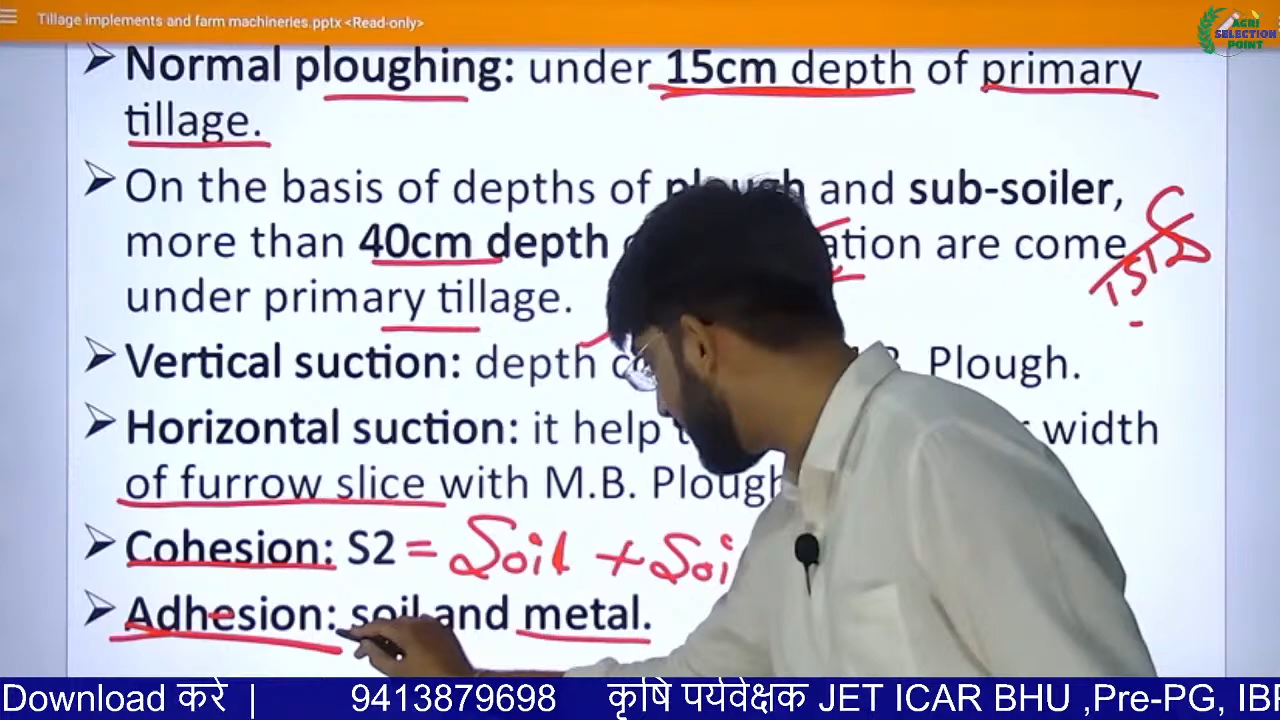 Tillage implements and farm machineries.pptx <Read-only>
AGRI
SELECTION
POINT
➤ Normal ploughing: under 15cm depth of primary
tillage.
➤ On the basis of depths of plough and sub-soiler,
more than 40cm depth ation are come
under primary tillage.
➤ Vertical suction: depth Plough.
➤ Horizontal suction: it help width
of furrow slice with M.B. Plough
➤ Cohesion: S2 = Soil + Soi
➤ Adhesion: soil and metal.
Download करे | 9413879698 कृषि पर्यवेक्षक JET ICAR BHU ,Pre-PG, IB